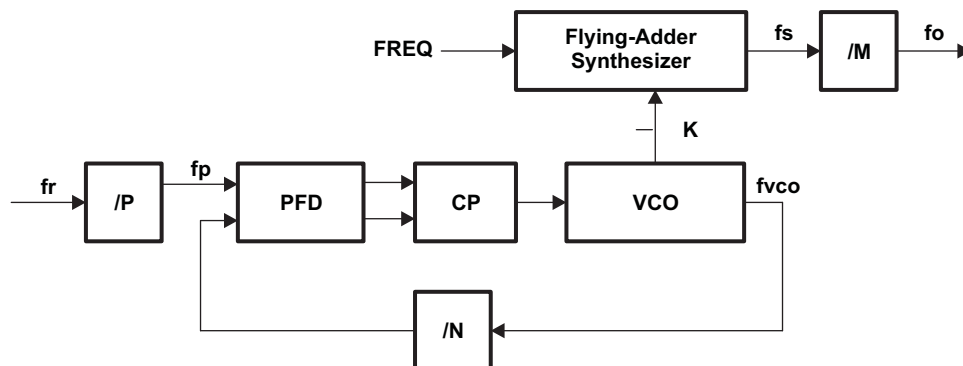 FREQ
Flying-Adder
Synthesizer
fs
/M
fo
K
fr
/P
fp
PFD
CP
VCO
fvco
/N